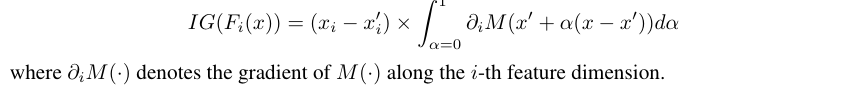 IG(F_i(x)) = (x_i − x′_i) × ∫_{α=0}^{1} ∂_i M(x′ + α(x − x′))dα
where ∂_i M(·) denotes the gradient of M(·) along the i-th feature dimension.